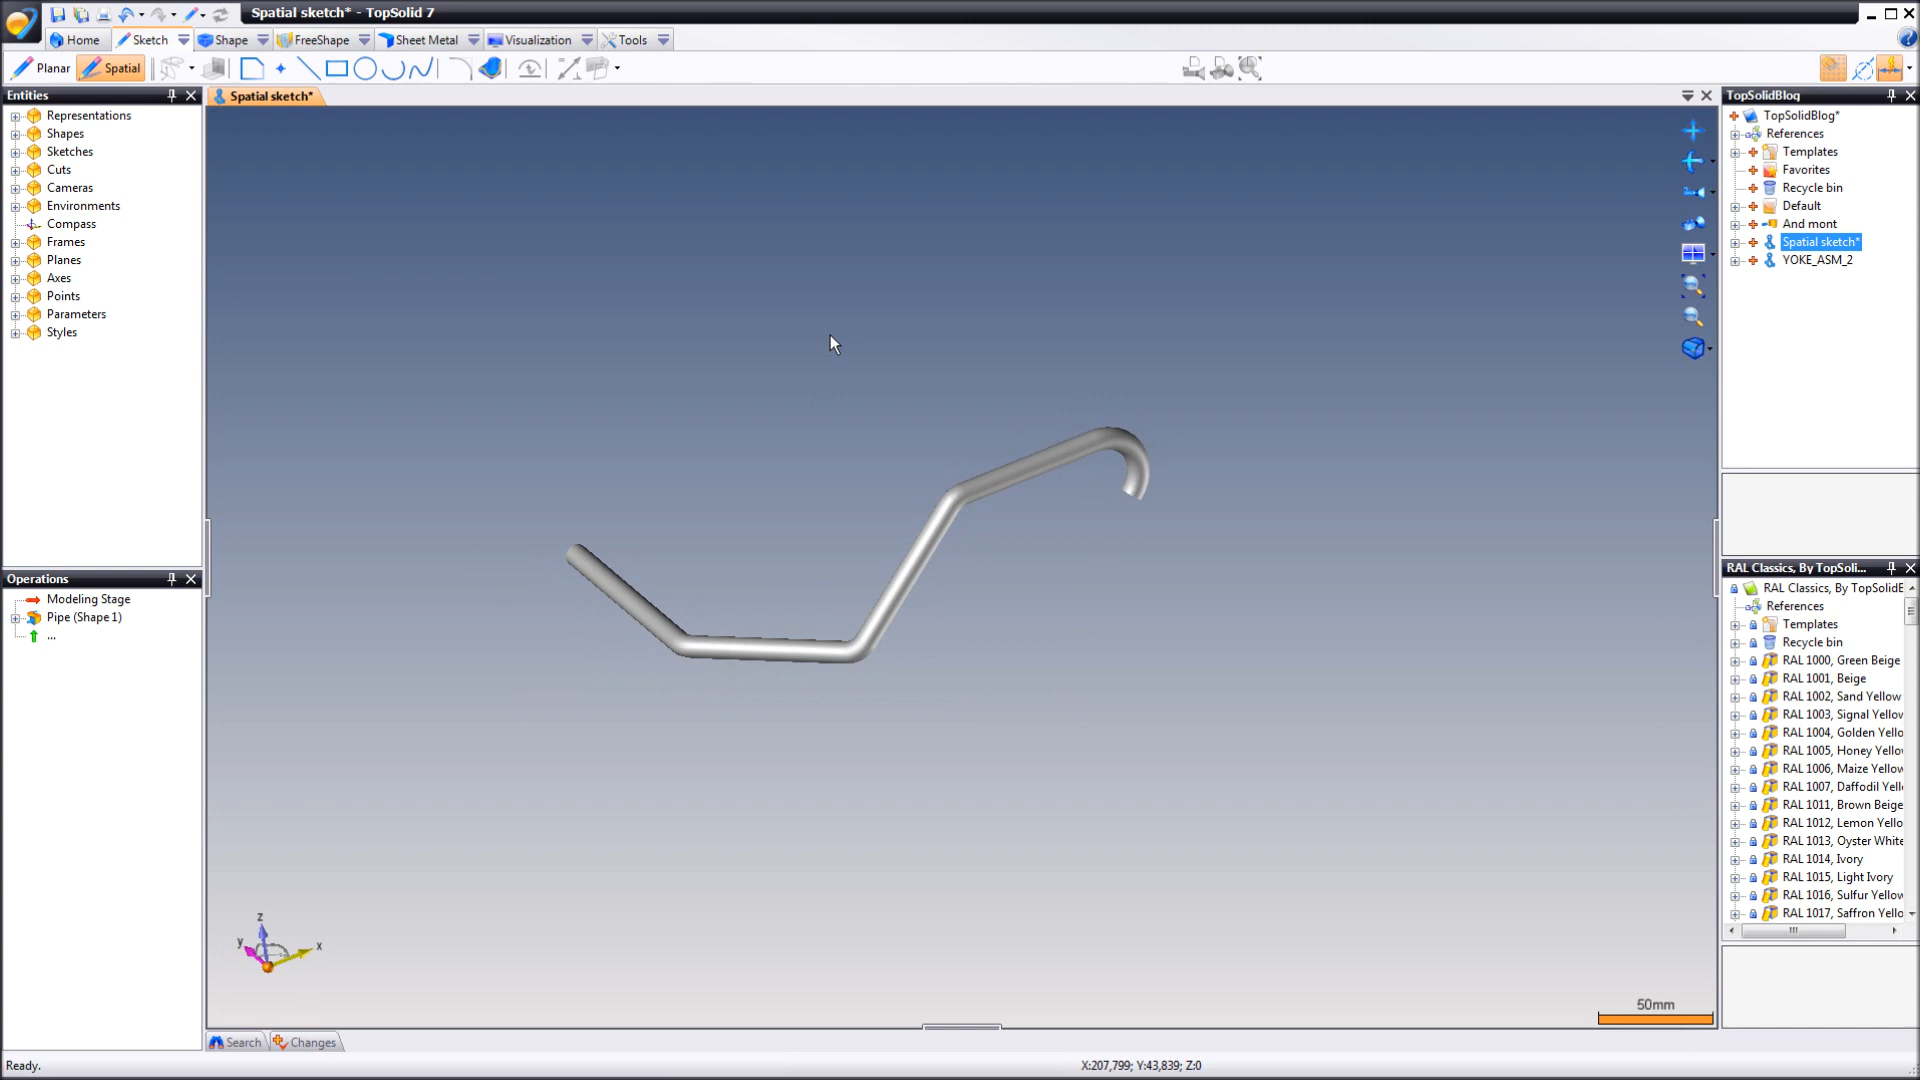 Spatial sketch* - TopSolid 7
Home
Sketch
Shape
FreeShape
Sheet Metal
Visualization
Tools
Planar
Spatial
Entities
Representations
Shapes
Sketches
Cuts
Cameras
Environments
Compass
Frames
Planes
Axes
Points
Parameters
Styles
Operations
Modeling Stage
Pipe (Shape 1)
...
Spatial sketch*
z
y
x
50mm
TopSolidBlog
TopSolidBlog*
References
Templates
Favorites
Recycle bin
Default
And mont
Spatial sketch*
YOKE_ASM_2
RAL Classics, By TopSoli...
RAL Classics, By TopSolidE
References
Templates
Recycle bin
RAL 1000, Green Beige
RAL 1001, Beige
RAL 1002, Sand Yellow
RAL 1003, Signal Yellow
RAL 1004, Golden Yello
RAL 1005, Honey Yello
RAL 1006, Maize Yellow
RAL 1007, Daffodil Yell
RAL 1011, Brown Beige
RAL 1012, Lemon Yello
RAL 1013, Oyster White
RAL 1014, Ivory
RAL 1015, Light Ivory
RAL 1016, Sulfur Yellow
RAL 1017, Saffron Yello
Search
Changes
Ready.
X:207,799; Y:43,839; Z:0